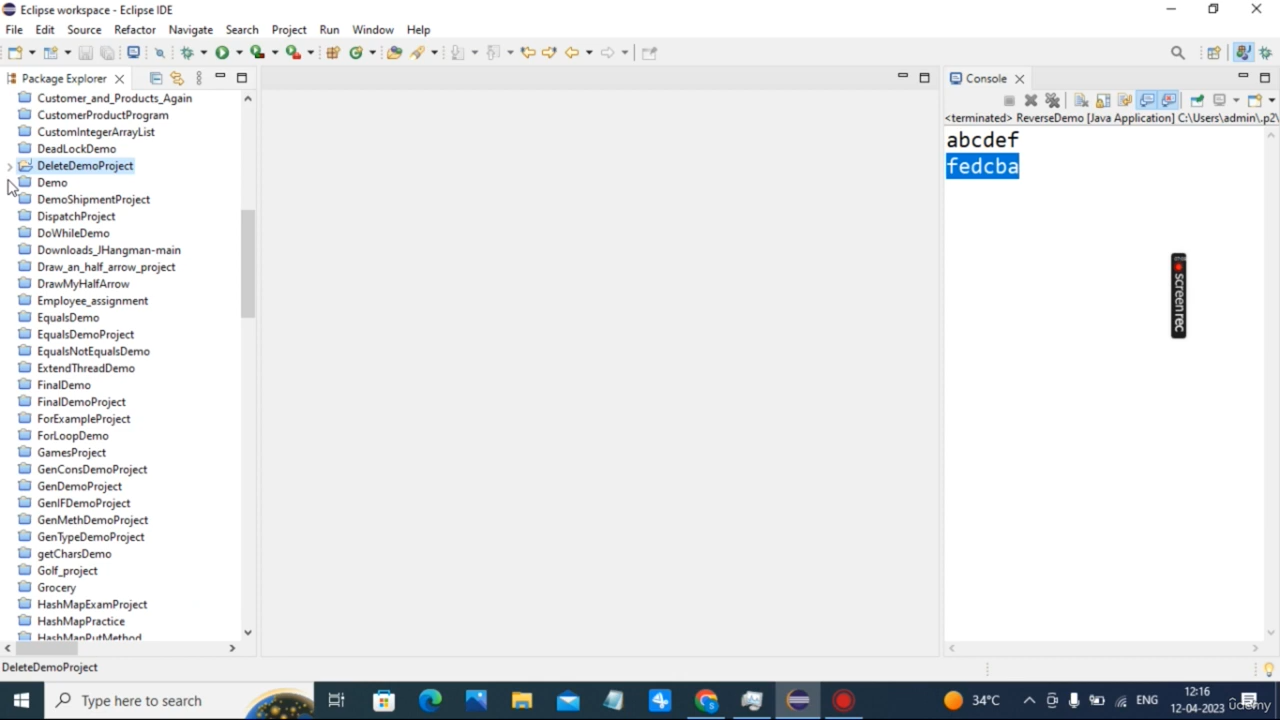 Eclipse workspace - Eclipse IDE
File Edit Source Refactor Navigate Search Project Run Window Help
Package Explorer
Customer_and_Products_Again
CustomerProductProgram
CustomIntegerArrayList
DeadLockDemo
DeleteDemoProject
Demo
DemoShipmentProject
DispatchProject
DoWhileDemo
Downloads_JHangman-main
Draw_an_half_arrow_project
DrawMyHalfArrow
Employee_assignment
EqualsDemo
EqualsDemoProject
EqualsNotEqualsDemo
ExtendThreadDemo
FinalDemo
FinalDemoProject
ForExampleProject
ForLoopDemo
GamesProject
GenConsDemoProject
GenDemoProject
GenIFDemoProject
GenMethDemoProject
GenTypeDemoProject
getCharsDemo
Golf_project
Grocery
HashMapExamProject
HashMapPractice
HashMapPutMethod
DeleteDemoProject
Console
<terminated> ReverseDemo [Java Application] C:\Users\admin\.p2\
abcdef
fedcba
screenrec
Type here to search
34°C
ENG
12:16
12-04-2023
udemy